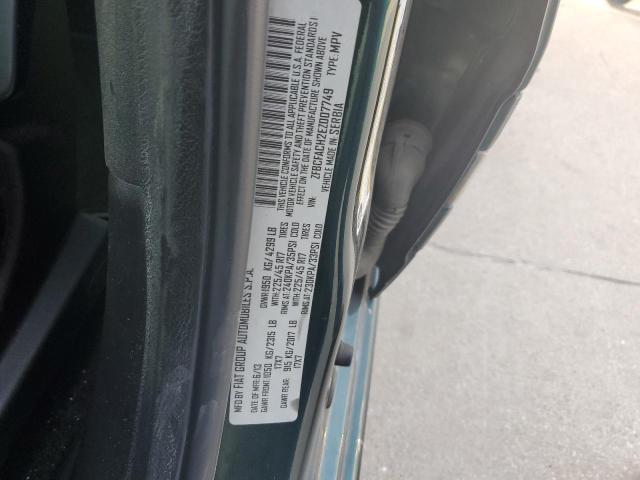 MFD BY FIAT GROUP AUTOMOBILES S.P.A.
DATE OF MFR: 6/13 GVWR: 1950 KG/ 4299 LB
GAWR FRONT: 1050 KG/ 2315 LB WITH: 225/45 R17 TIRES
17X7 RIMS AT: 240KPA/35PSI COLD
GAWR REAR: 915 KG/ 2017 LB WITH: 225/45 R17 TIRES
17X7 RIMS AT: 230KPA/33PSI COLD
THIS VEHICLE CONFORMS TO ALL APPLICABLE U.S.A. FEDERAL
MOTOR VEHICLE SAFETY AND THEFT PREVENTION STANDARDS I
EFFECT ON THE DATE OF MANUFACTURE SHOWN ABOVE
VIN: ZFBCFACH2EZ007749 TYPE: MPV
VEHICLE MADE IN: SERBIA